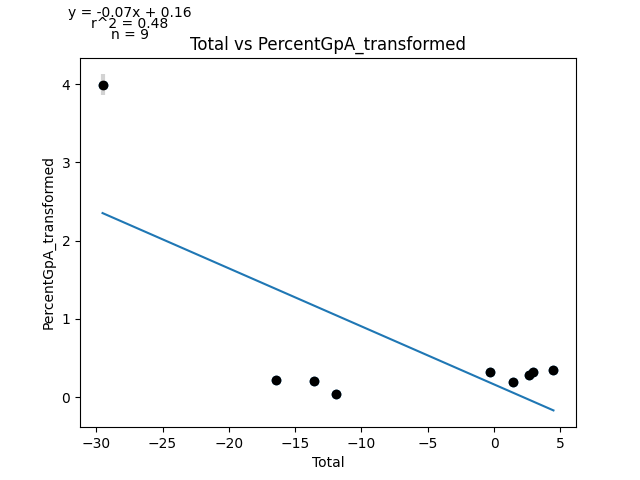 y = -0.07x + 0.16
r^2 = 0.48
n = 9
Total vs PercentGpA_transformed
PercentGpA_transformed
4
3
2
1
0
−30
−25
−20
−15
−10
−5
0
5
Total